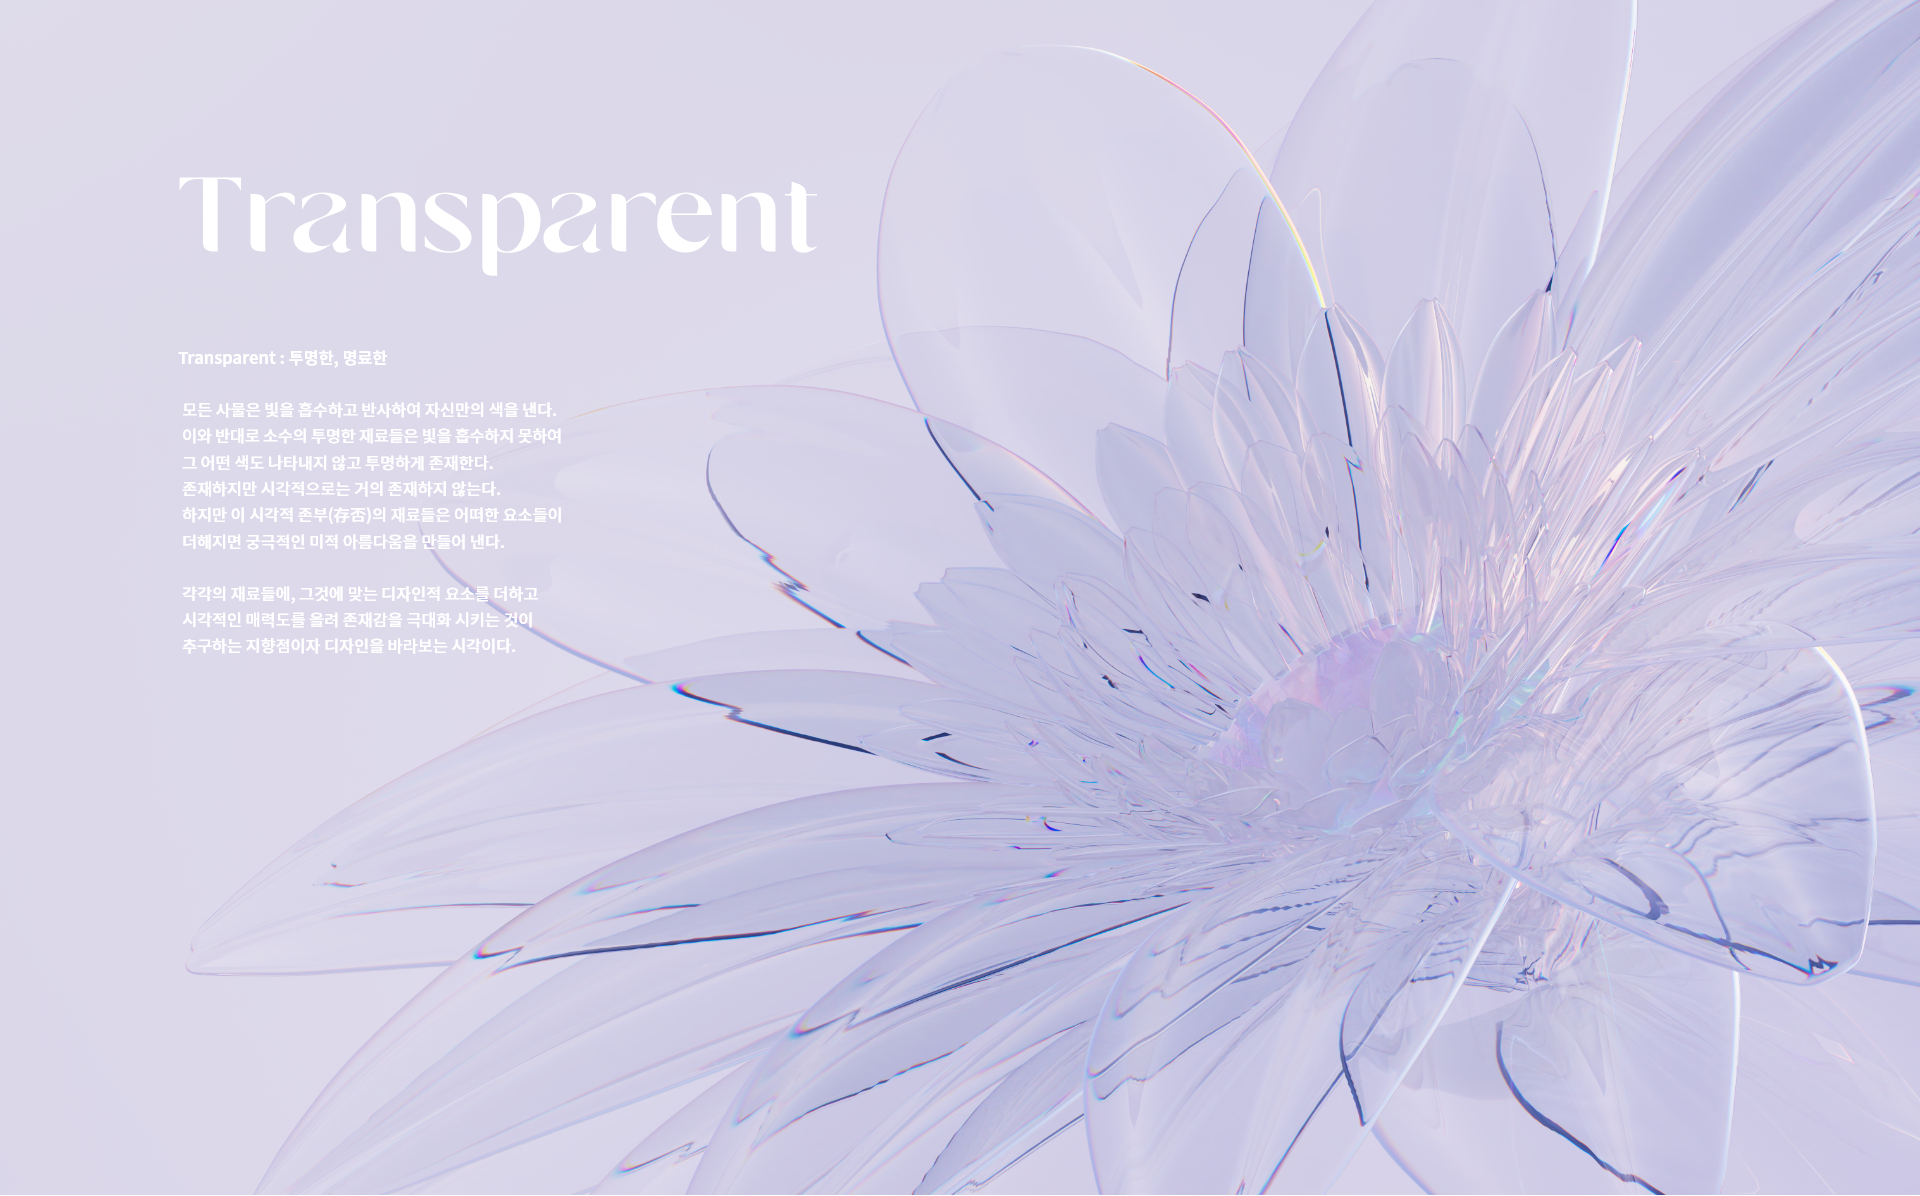 Transparent
Transparent : 투명한, 명료한
모든 사물은 빛을 흡수하고 반사하여 자신만의 색을 낸다.
이와 반대로 소수의 투명한 재료들은 빛을 흡수하지 못하여
그 어떤 색도 나타내지 않고 투명하게 존재한다.
존재하지만 시각적으로는 거의 존재하지 않는다.
하지만 이 시각적 존부(存否)의 재료들은 어떠한 요소들이
더해지면 궁극적인 미적 아름다움을 만들어 낸다.
각각의 재료들에, 그것에 맞는 디자인적 요소를 더하고
시각적인 매력도를 올려 존재감을 극대화 시키는 것이
추구하는 지향점이자 디자인을 바라보는 시각이다.